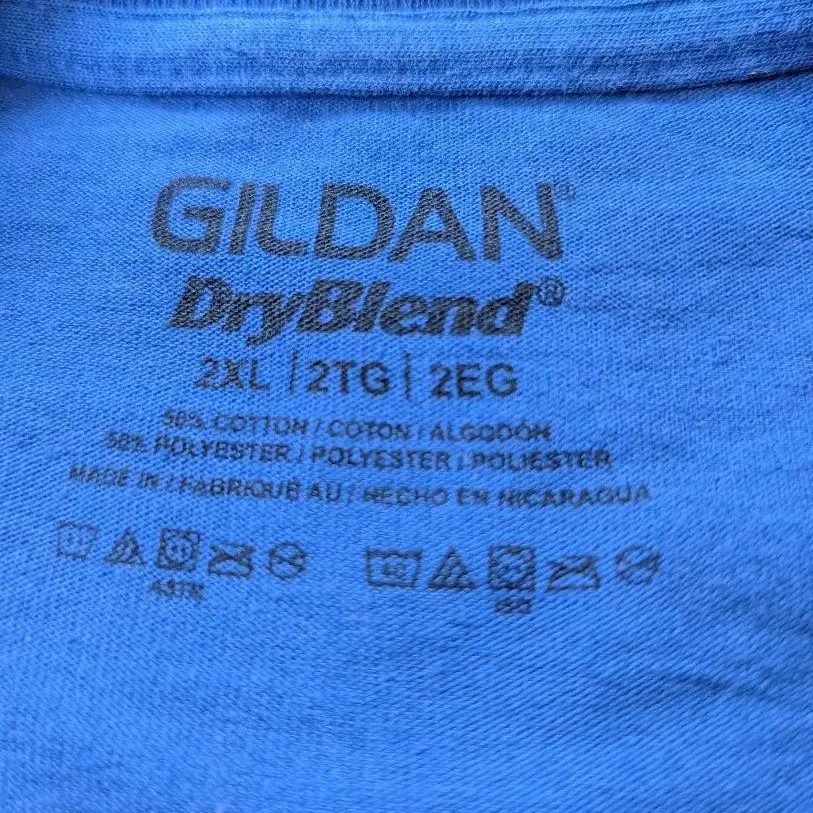 GILDAN®
DryBlend®
2XL | 2TG | 2EG
50% COTTON / COTON / ALGODÓN
50% POLYESTER / POLYESTER / POLIÉSTER
MADE IN / FABRIQUÉ AU / HECHO EN NICARAGUA